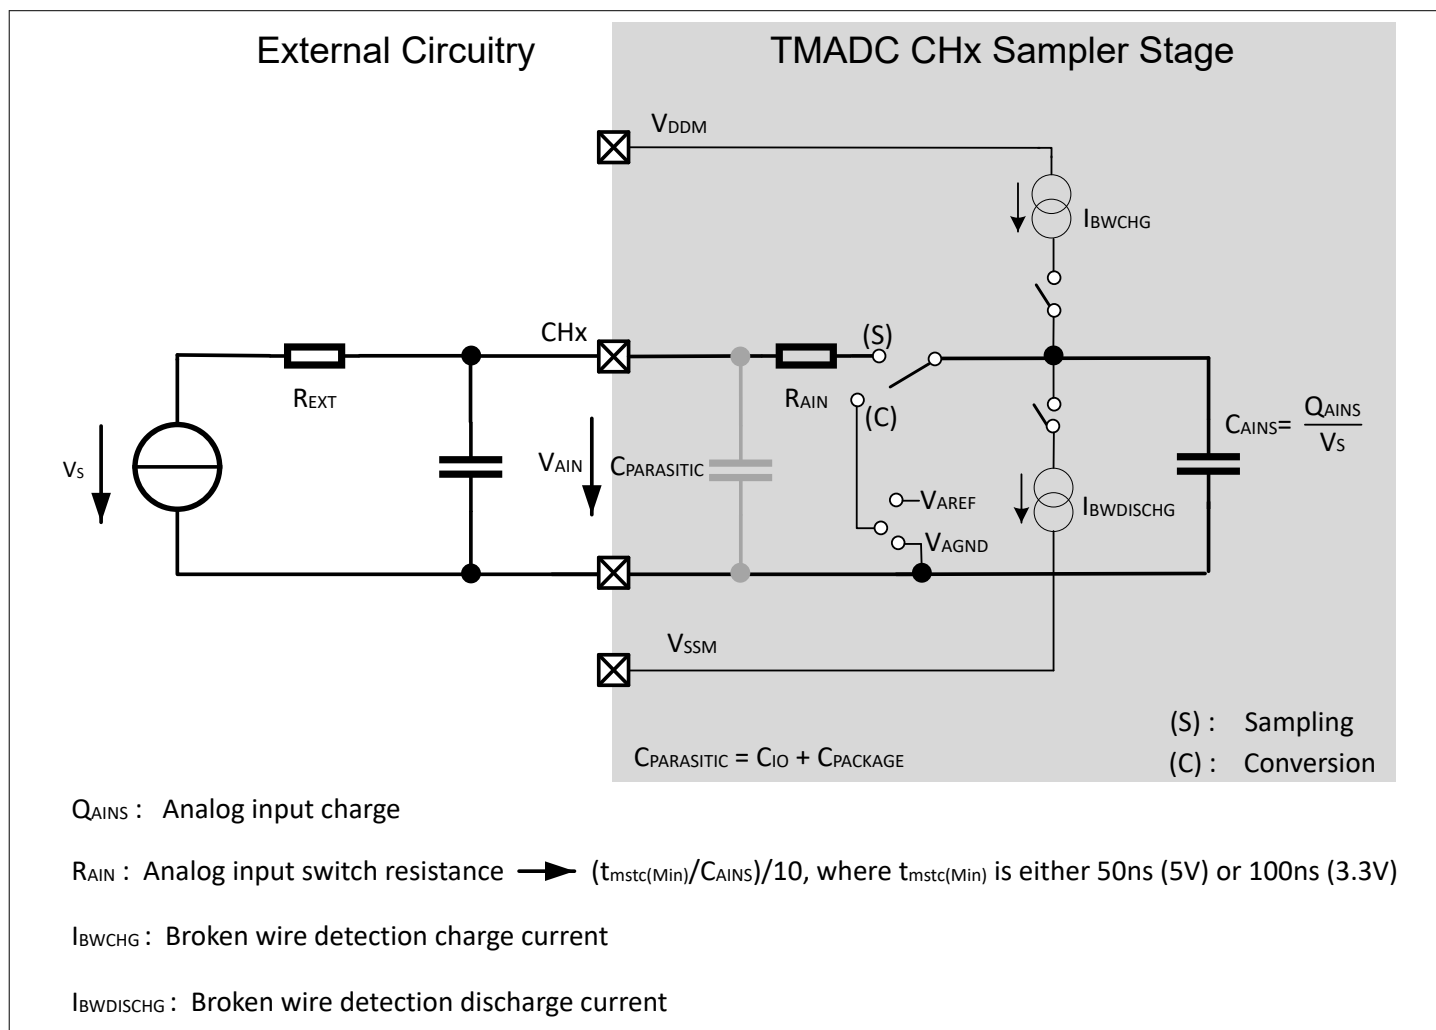 External Circuitry
TMADC CHx Sampler Stage
VDDM
IBWCHG
CHx
(S)
REXT
RAIN
(C)
CAINS= QAINS
VS
VS
VAIN
CPARASITIC
VAREF
IBWDISCHG
VAGND
VSSM
(S) : Sampling
CPARASITIC = CIO + CPACKAGE
(C) : Conversion
QAINS : Analog input charge
RAIN : Analog input switch resistance → (tmstc(Min)/CAINS)/10, where tmstc(Min) is either 50ns (5V) or 100ns (3.3V)
IBWCHG : Broken wire detection charge current
IBWDISCHG : Broken wire detection discharge current